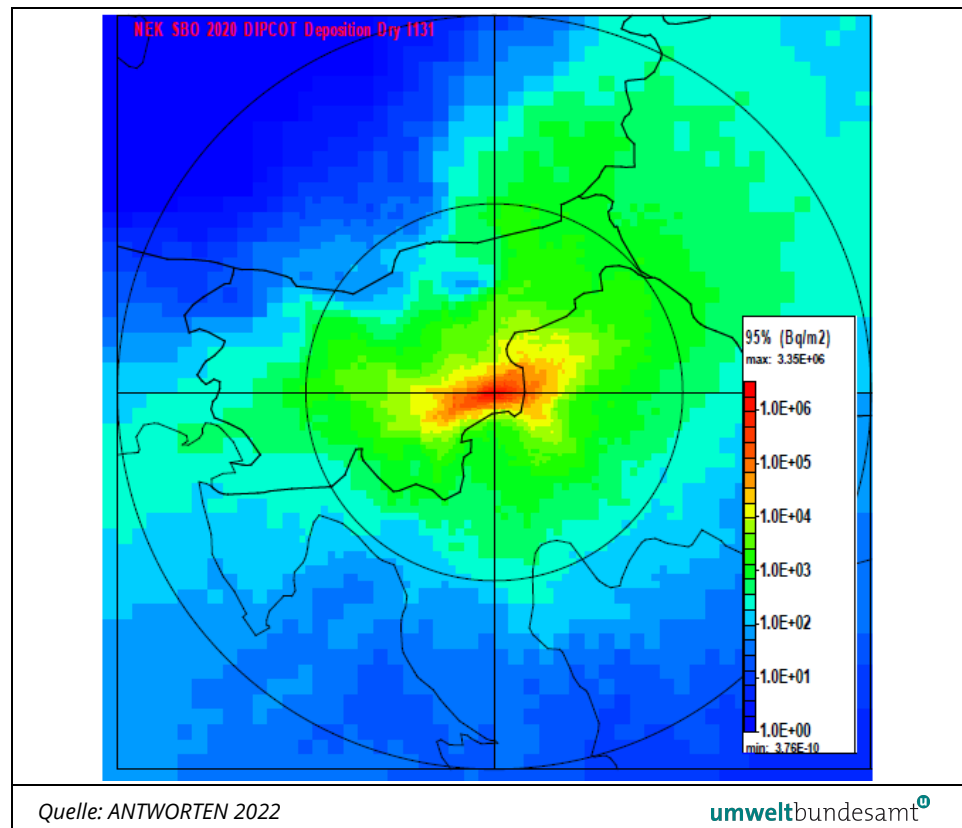 NEK SBO 2020 DIPCOT Deposition Dry I131
95% (Bq/m2)
max: 3.35E+06
1.0E+06
1.0E+05
1.0E+04
1.0E+03
1.0E+02
1.0E+01
1.0E+00
min: 3.76E-10
Quelle: ANTWORTEN 2022
umweltbundesamt u